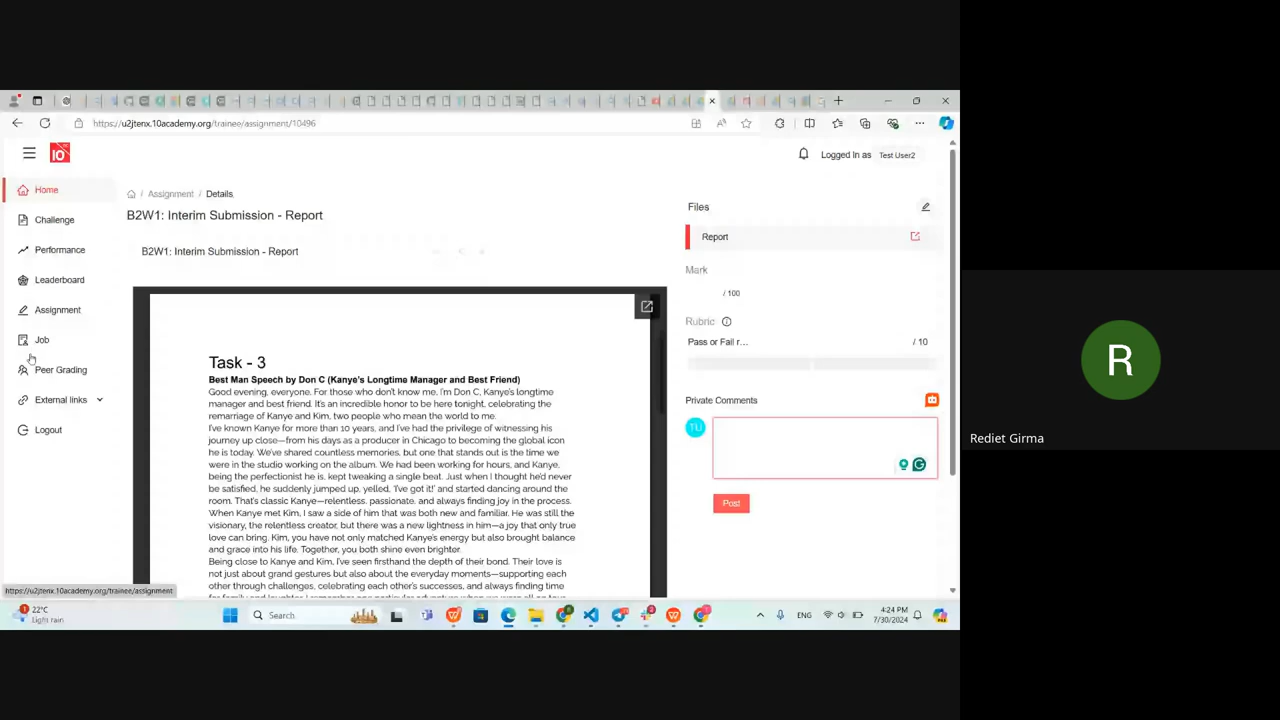 https://u2jtenx.10academy.org/trainee/assignment/10496
10
Logged In as Test User2
Home
Challenge
Performance
Leaderboard
Assignment
Job
Peer Grading
External links
Logout
https://u2jtenx.10academy.org/trainee/assignment
/ Assignment / Details
B2W1: Interim Submission - Report
B2W1: Interim Submission - Report
Task - 3
Best Man Speech by Don C (Kanye's Longtime Manager and Best Friend)
Good evening, everyone. For those who don't know me, I'm Don C, Kanye's longtime
manager and best friend. It's an incredible honor to be here tonight, celebrating the
remarriage of Kanye and Kim, two people who mean the world to me.
I've known Kanye for more than 10 years, and I've had the privilege of witnessing his
journey up close—from his days as a producer in Chicago to becoming the global icon
he is today. We've shared countless memories, but one that stands out is the time we
were in the studio working on the album. We had been working for hours, and Kanye,
being the perfectionist he is, kept tweaking a single beat. Just when I thought he'd never
be satisfied, he suddenly jumped up, yelled, 'I've got it!' and started dancing around the
room. That's classic Kanye—relentless, passionate, and always finding joy in the process.
When Kanye met Kim, I saw a side of him that was both new and familiar. He was still the
visionary, the relentless creator, but there was a new lightness in him—a joy that only true
love can bring. Kim, you have not only matched Kanye's energy but also brought balance
and grace into his life. Together, you both shine even brighter.
Being close to Kanye and Kim, I've seen firsthand the depth of their bond. Their love is
not just about grand gestures but also about the everyday moments—supporting each
other through challenges, celebrating each other's successes, and always finding time
Files
Report
Mark
/ 100
Rubric
Pass or Fail r... / 10
Private Comments
TU
Post
22°C
Light rain
Search
ENG
4:24 PM
7/30/2024
R
Rediet Girma